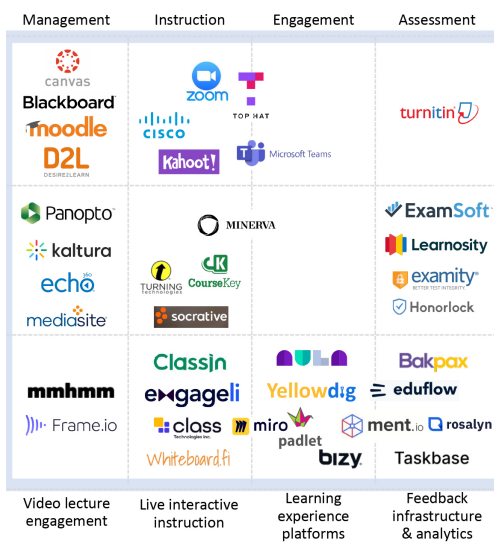 Management Instruction Engagement Assessment
canvas
Blackboard
moodle
D2L
DESIRE2LEARN
zoom
TOP HAT
CISCO
Kahoot!
Microsoft Teams
turnitin
Panopto
kaltura
echo360
mediasite
MINERVA
TURNING
technologies
CK
CourseKey
socrative
ExamSoft
Learnosity
examity
BETTER TEST INTEGRITY
Honorlock
mmhmm
Frame.io
ClassIn
engageli
class
Technologies Inc.
Whiteboard.fi
AULA
Yellowdig
miro
padlet
bizy.
Bakpax
eduflow
ment.io
rosalyn
Taskbase
Video lecture
engagement
Live interactive
instruction
Learning
experience
platforms
Feedback
infrastructure
& analytics